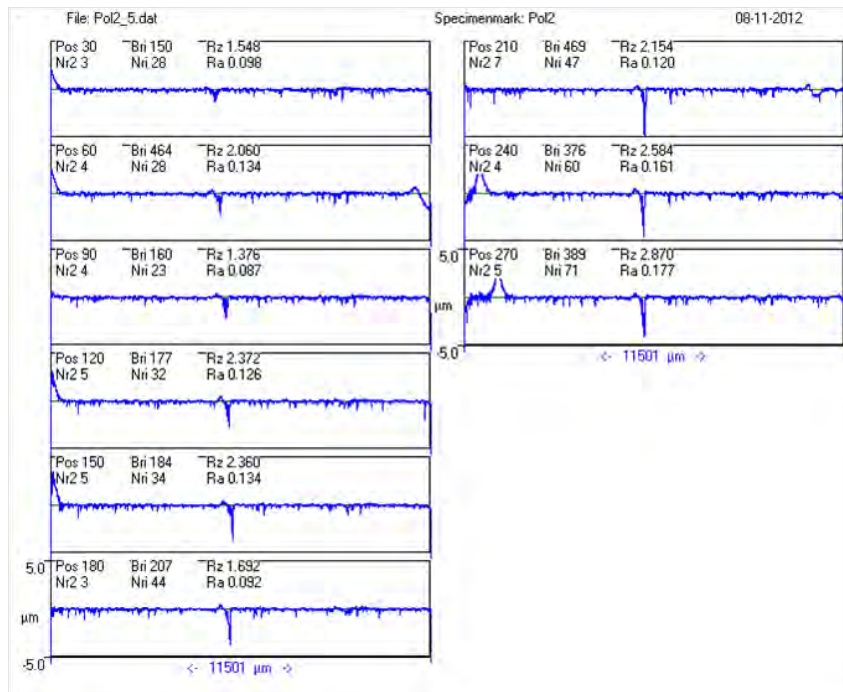 File: Pol2_5.dat Specimenmark: Pol2 08-11-2012
Pos 30 Bri 150 Rz 1.548
Nr2 3 Nri 28 Ra 0.098
Pos 60 Bri 464 Rz 2.060
Nr2 4 Nri 28 Ra 0.134
Pos 90 Bri 160 Rz 1.376
Nr2 4 Nri 23 Ra 0.087
Pos 120 Bri 177 Rz 2.372
Nr2 5 Nri 32 Ra 0.126
Pos 150 Bri 184 Rz 2.360
Nr2 5 Nri 34 Ra 0.134
5.0 Pos 180 Bri 207 Rz 1.692
Nr2 3 Nri 44 Ra 0.092
µm
-5.0
<- 11501 µm ->
Pos 210 Bri 469 Rz 2.154
Nr2 7 Nri 47 Ra 0.120
Pos 240 Bri 376 Rz 2.584
Nr2 4 Nri 60 Ra 0.161
5.0 Pos 270 Bri 389 Rz 2.870
Nr2 5 Nri 71 Ra 0.177
µm
-5.0
<- 11501 µm ->